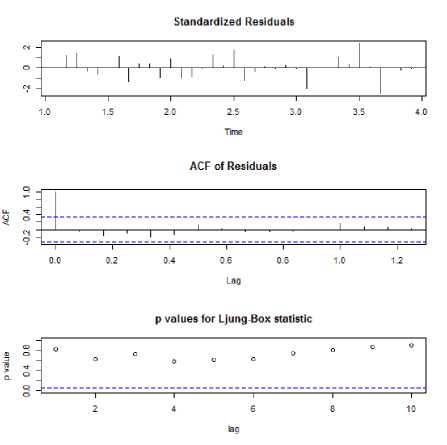 Standardized Residuals
2
0
-2
1.0 1.5 2.0 2.5 3.0 3.5 4.0
Time
ACF of Residuals
ACF
1.0
0.4
-0.2
0.0 0.2 0.4 0.6 0.8 1.0 1.2
Lag
p values for Ljung-Box statistic
p value
0.8
0.4
0.0
2 4 6 8 10
lag